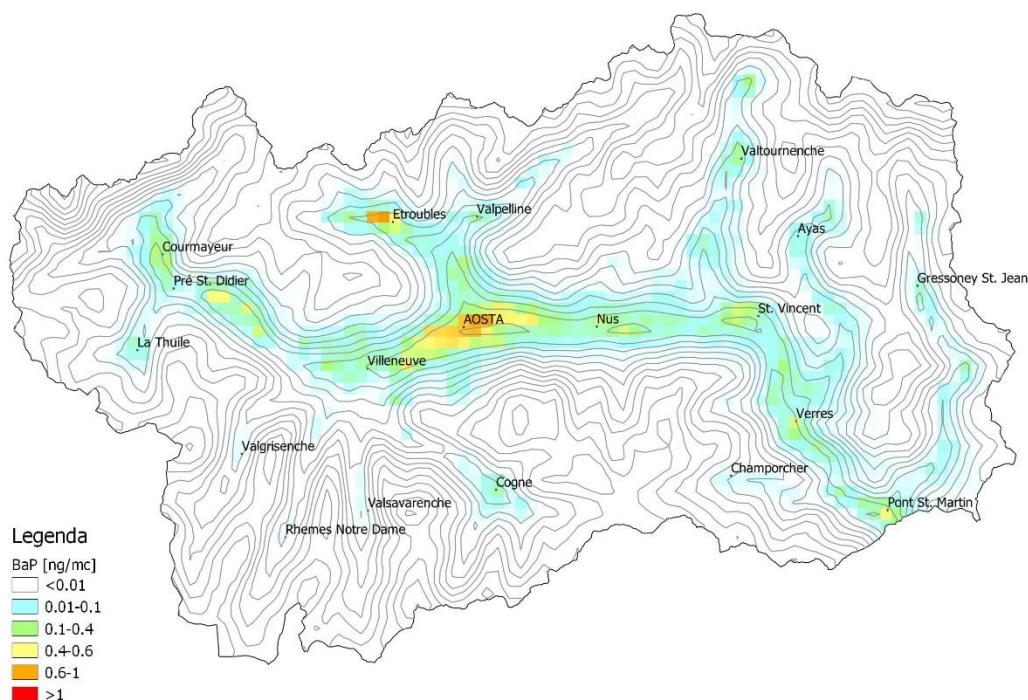 Valtournenche
Etroubles
Valpelline
Ayas
Courmayeur
Gressoney St. Jean
Pré St. Didier
AOSTA
Nus
St. Vincent
La Thuile
Villeneuve
Verres
Valgrisenche
Champorcher
Cogne
Valsavarenche
Pont St. Martin
Rhemes Notre Dame
Legenda
BaP [ng/mc]
<0.01
0.01-0.1
0.1-0.4
0.4-0.6
0.6-1
>1